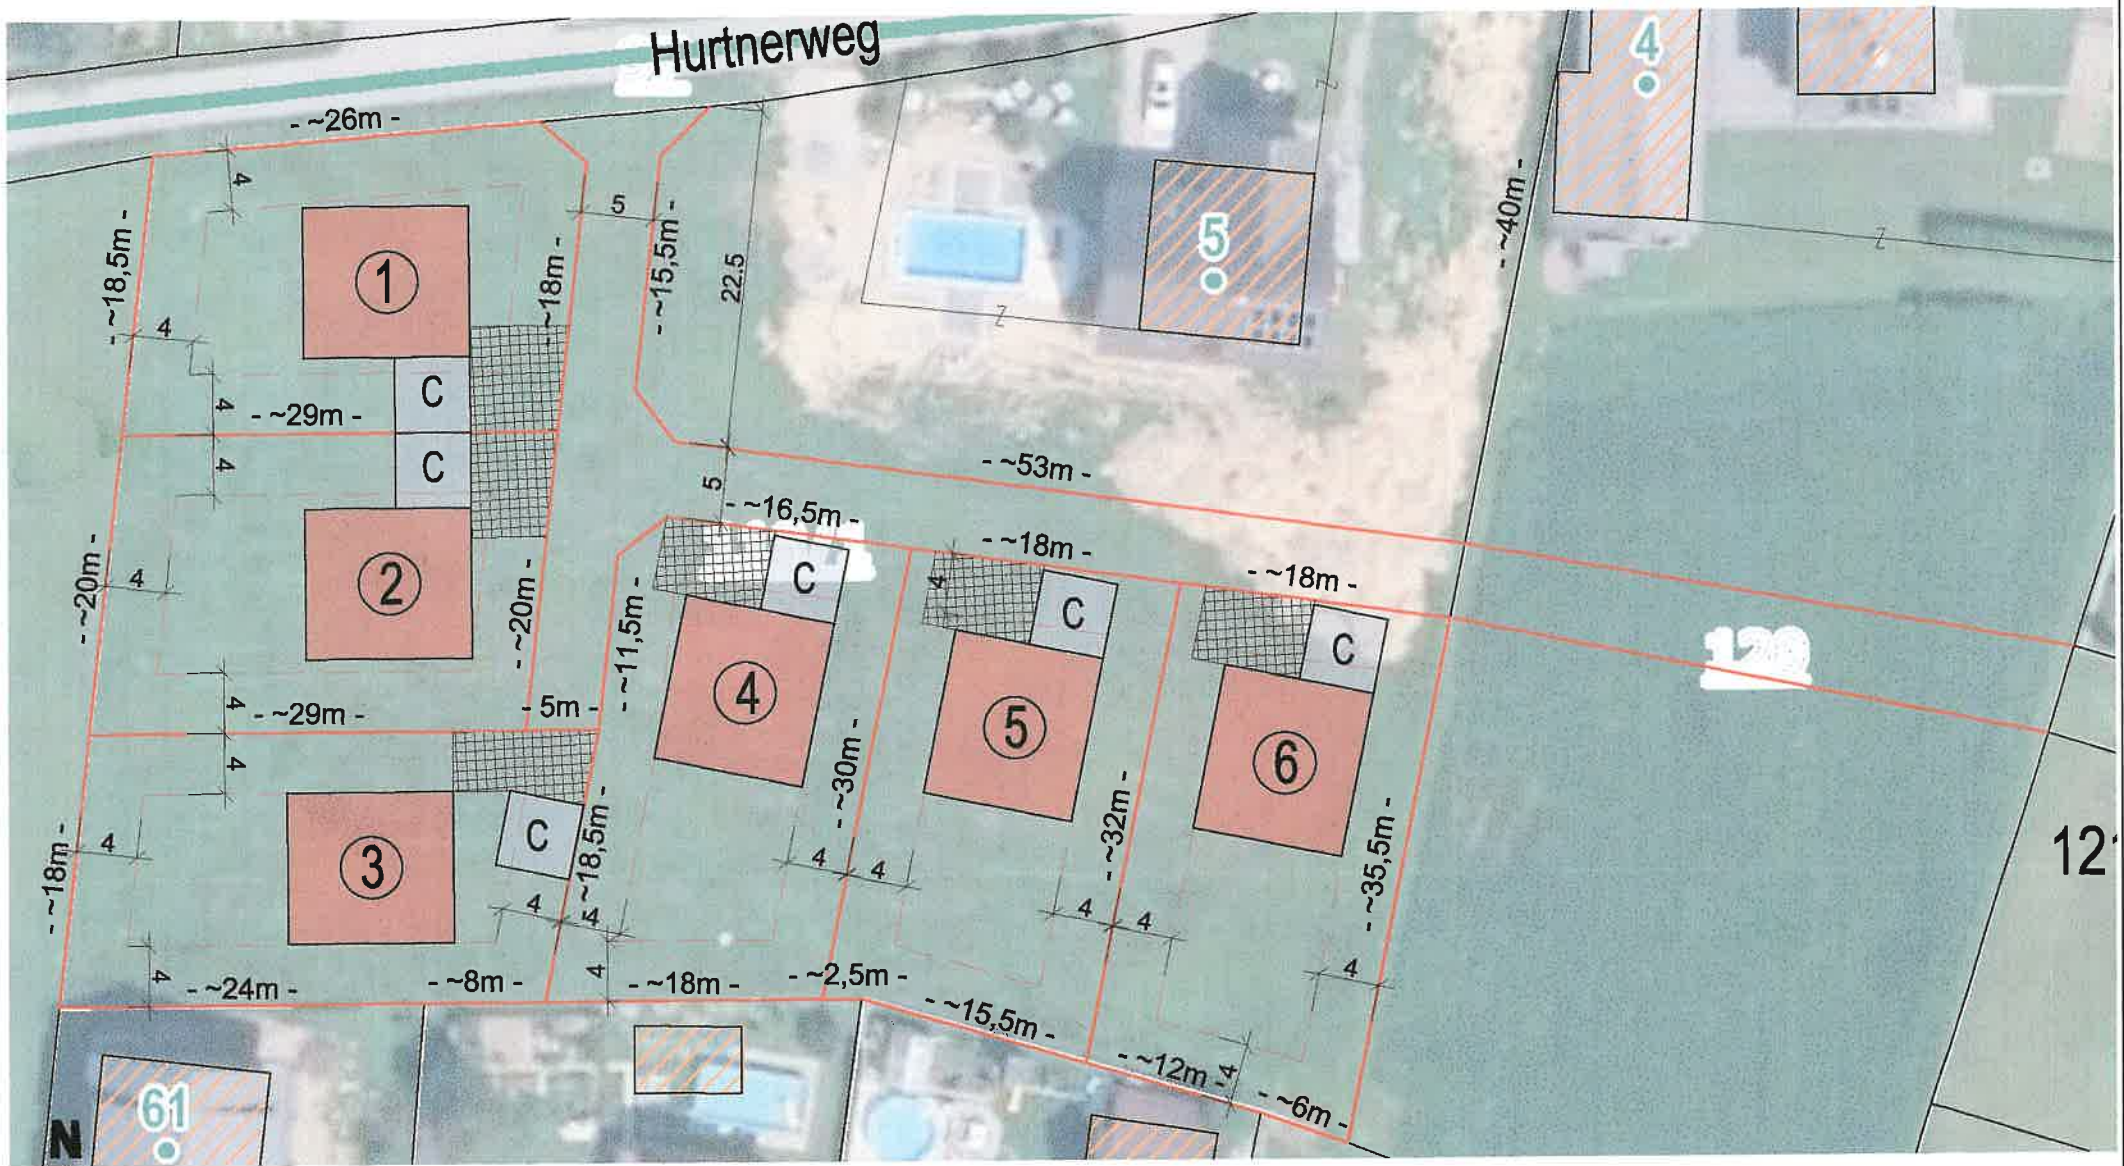 Hurtnerweg
4
- ~26m -
4
5
5
- ~40m -
- ~18,5m -
- ~18m -
- ~15,5m -
22.5
1
4
C
4
- ~29m -
4
C
- ~53m -
5
- ~16,5m -
- ~18m -
- ~18m -
2
4
- ~20m -
- ~20m -
- ~11,5m -
C
4
C
C
129
4
5
6
4
- ~29m -
- 5m -
4
- ~30m -
- ~32m -
- ~35,5m -
12
3
C
- ~18m -
4
- ~18,5m -
4
4
4
4
4
4
4
4
- ~24m -
- ~8m -
4
- ~18m -
- ~2,5m -
- ~15,5m -
- ~12m -
4
- ~6m -
61
N